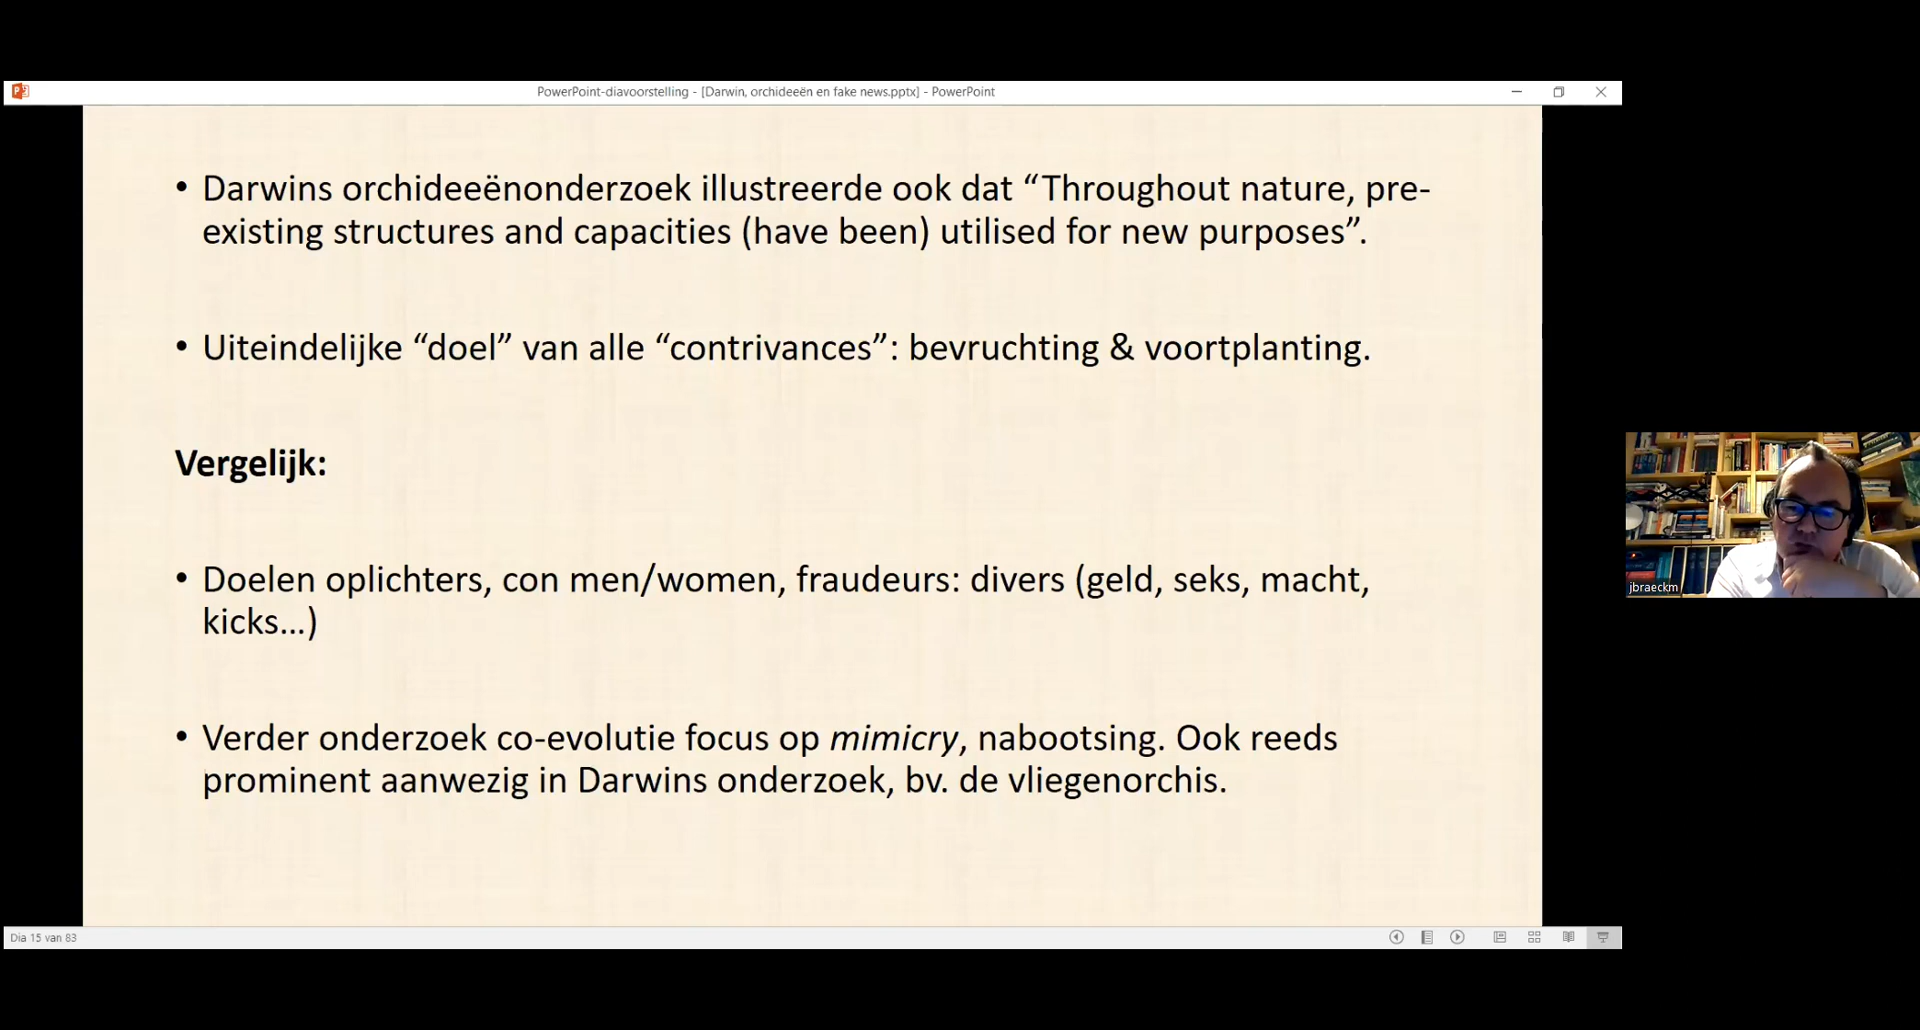 PowerPoint-diavoorstelling - [Darwin, orchideeën en fake news.pptx] - PowerPoint
• Darwins orchideeënonderzoek illustreerde ook dat “Throughout nature, pre-
existing structures and capacities (have been) utilised for new purposes”.
• Uiteindelijke “doel” van alle “contrivances”: bevruchting & voortplanting.
Vergelijk:
• Doelen oplichters, con men/women, fraudeurs: divers (geld, seks, macht,
kicks…)
• Verder onderzoek co-evolutie focus op mimicry, nabootsing. Ook reeds
prominent aanwezig in Darwins onderzoek, bv. de vliegenorchis.
jbraeckm
Dia 15 van 83